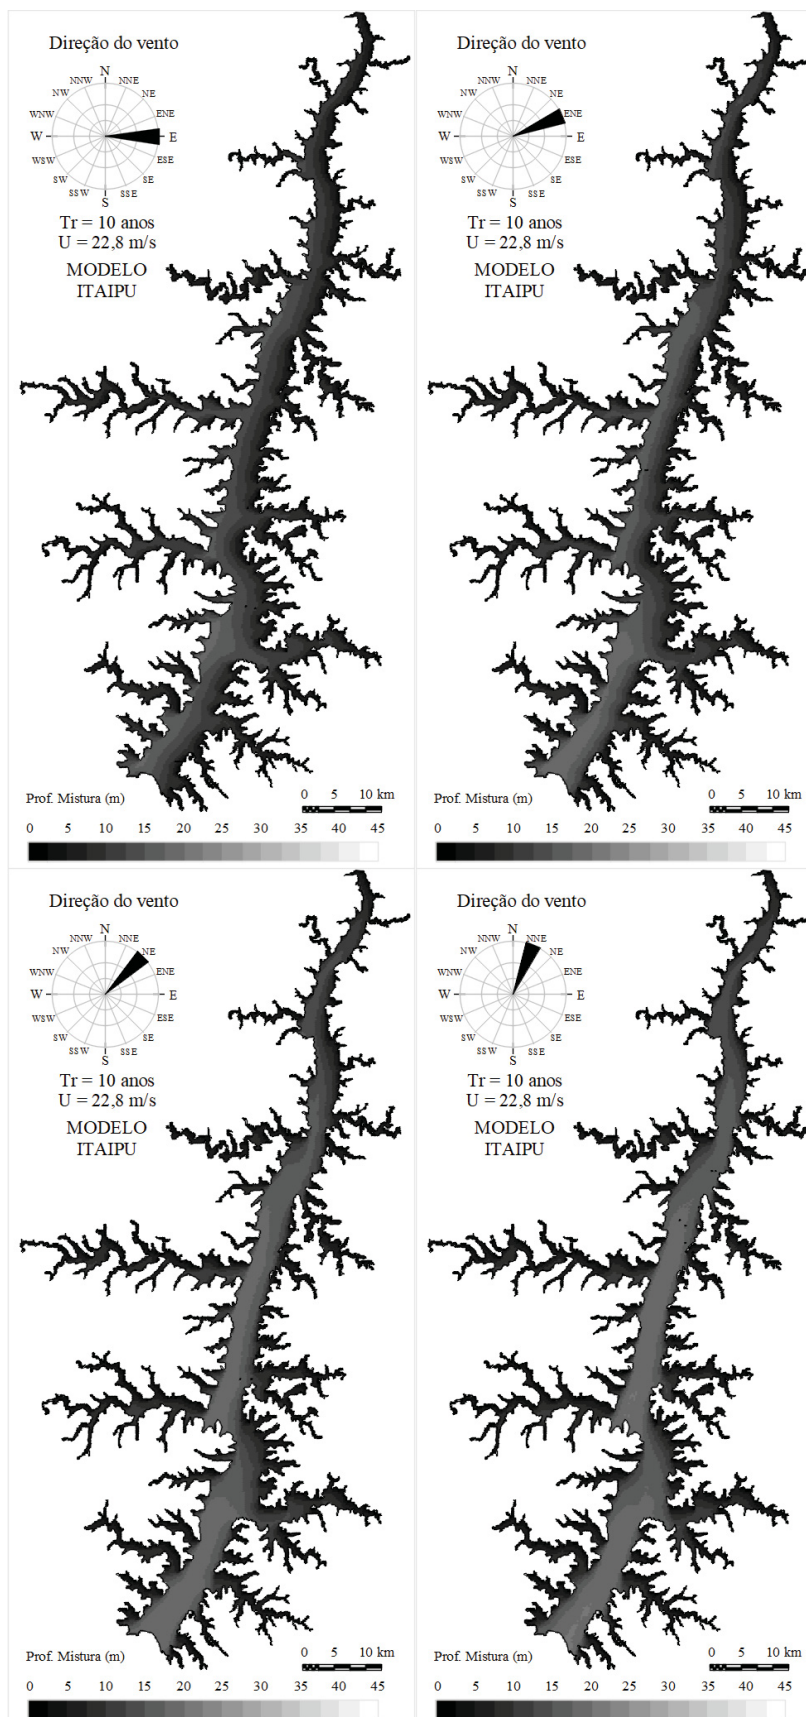 Direção do vento
N
NNW NNE
NW NE
WNW ENE
W E
WSW ESE
SW SE
SSW SSE
S
Tr = 10 anos
U = 22,8 m/s
MODELO
ITAIPU
Prof. Mistura (m)
0 5 10 km
0 5 10 15 20 25 30 35 40 45
Direção do vento
N
NNW NNE
NW NE
WNW ENE
W E
WSW ESE
SW SE
SSW SSE
S
Tr = 10 anos
U = 22,8 m/s
MODELO
ITAIPU
Prof. Mistura (m)
0 5 10 km
0 5 10 15 20 25 30 35 40 45
Direção do vento
N
NNW NNE
NW NE
WNW ENE
W E
WSW ESE
SW SE
SSW SSE
S
Tr = 10 anos
U = 22,8 m/s
MODELO
ITAIPU
Prof. Mistura (m)
0 5 10 km
0 5 10 15 20 25 30 35 40 45
Direção do vento
N
NNW NNE
NW NE
WNW ENE
W E
WSW ESE
SW SE
SSW SSE
S
Tr = 10 anos
U = 22,8 m/s
MODELO
ITAIPU
Prof. Mistura (m)
0 5 10 km
0 5 10 15 20 25 30 35 40 45